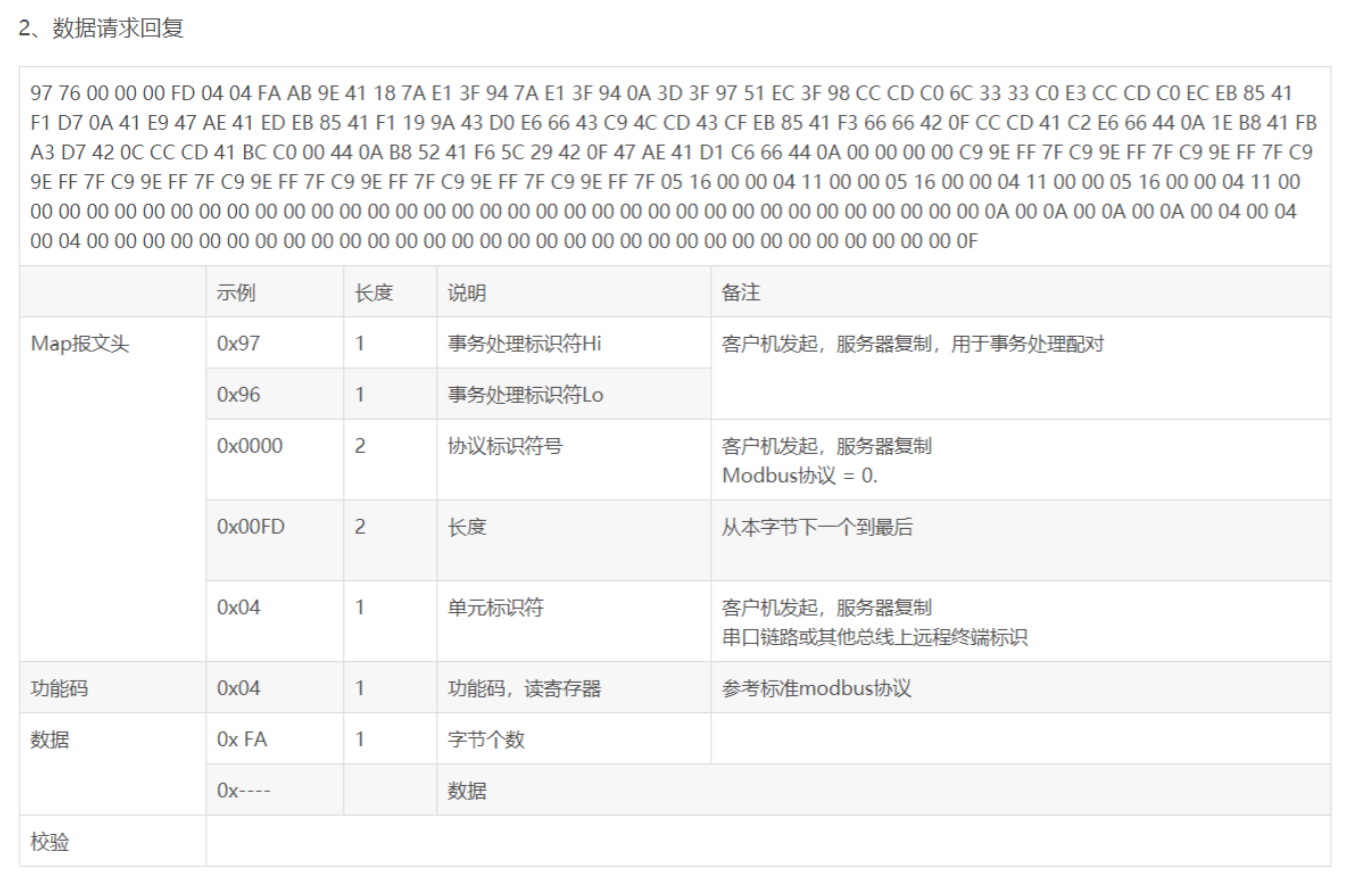 2、数据请求回复
97 76 00 00 00 FD 04 04 FA AB 9E 41 18 7A E1 3F 94 7A E1 3F 94 0A 3D 3F 97 51 EC 3F 98 CC CD C0 6C 33 33 C0 E3 CC CD C0 EC EB 85 41
F1 D7 0A 41 E9 47 AE 41 ED EB 85 41 F1 19 9A 43 D0 E6 66 43 C9 4C CD 43 CF EB 85 41 F3 66 66 42 0F CC CD 41 C2 E6 66 44 0A 1E B8 41 FB
A3 D7 42 0C CC CD 41 BC C0 00 44 0A B8 52 41 F6 5C 29 42 0F 47 AE 41 D1 C6 66 44 0A 00 00 00 00 C9 9E FF 7F C9 9E FF 7F C9 9E FF 7F C9
9E FF 7F C9 9E FF 7F C9 9E FF 7F C9 9E FF 7F C9 9E FF 7F C9 9E FF 7F 05 16 00 00 04 11 00 00 05 16 00 00 04 11 00 00 05 16 00 00 04 11 00
00 00 00 00 00 00 00 00 00 00 00 00 00 00 00 00 00 00 00 00 00 00 00 00 00 00 00 00 00 00 00 00 00 00 0A 00 0A 00 0A 00 0A 00 04 00 04
00 04 00 00 00 00 00 00 00 00 00 00 00 00 00 00 00 00 00 00 00 00 00 00 00 00 00 00 00 00 00 00 00 0F
示例 长度 说明 备注
Map报文头 0x97 1 事务处理标识符Hi 客户机发起，服务器复制，用于事务处理配对
0x96 1 事务处理标识符Lo
0x0000 2 协议标识符号 客户机发起，服务器复制
Modbus协议 = 0.
0x00FD 2 长度 从本字节下一个到最后
0x04 1 单元标识符 客户机发起，服务器复制
串口链路或其他总线上远程终端标识
功能码 0x04 1 功能码，读寄存器 参考标准modbus协议
数据 0x FA 1 字节个数
0x---- 数据
校验